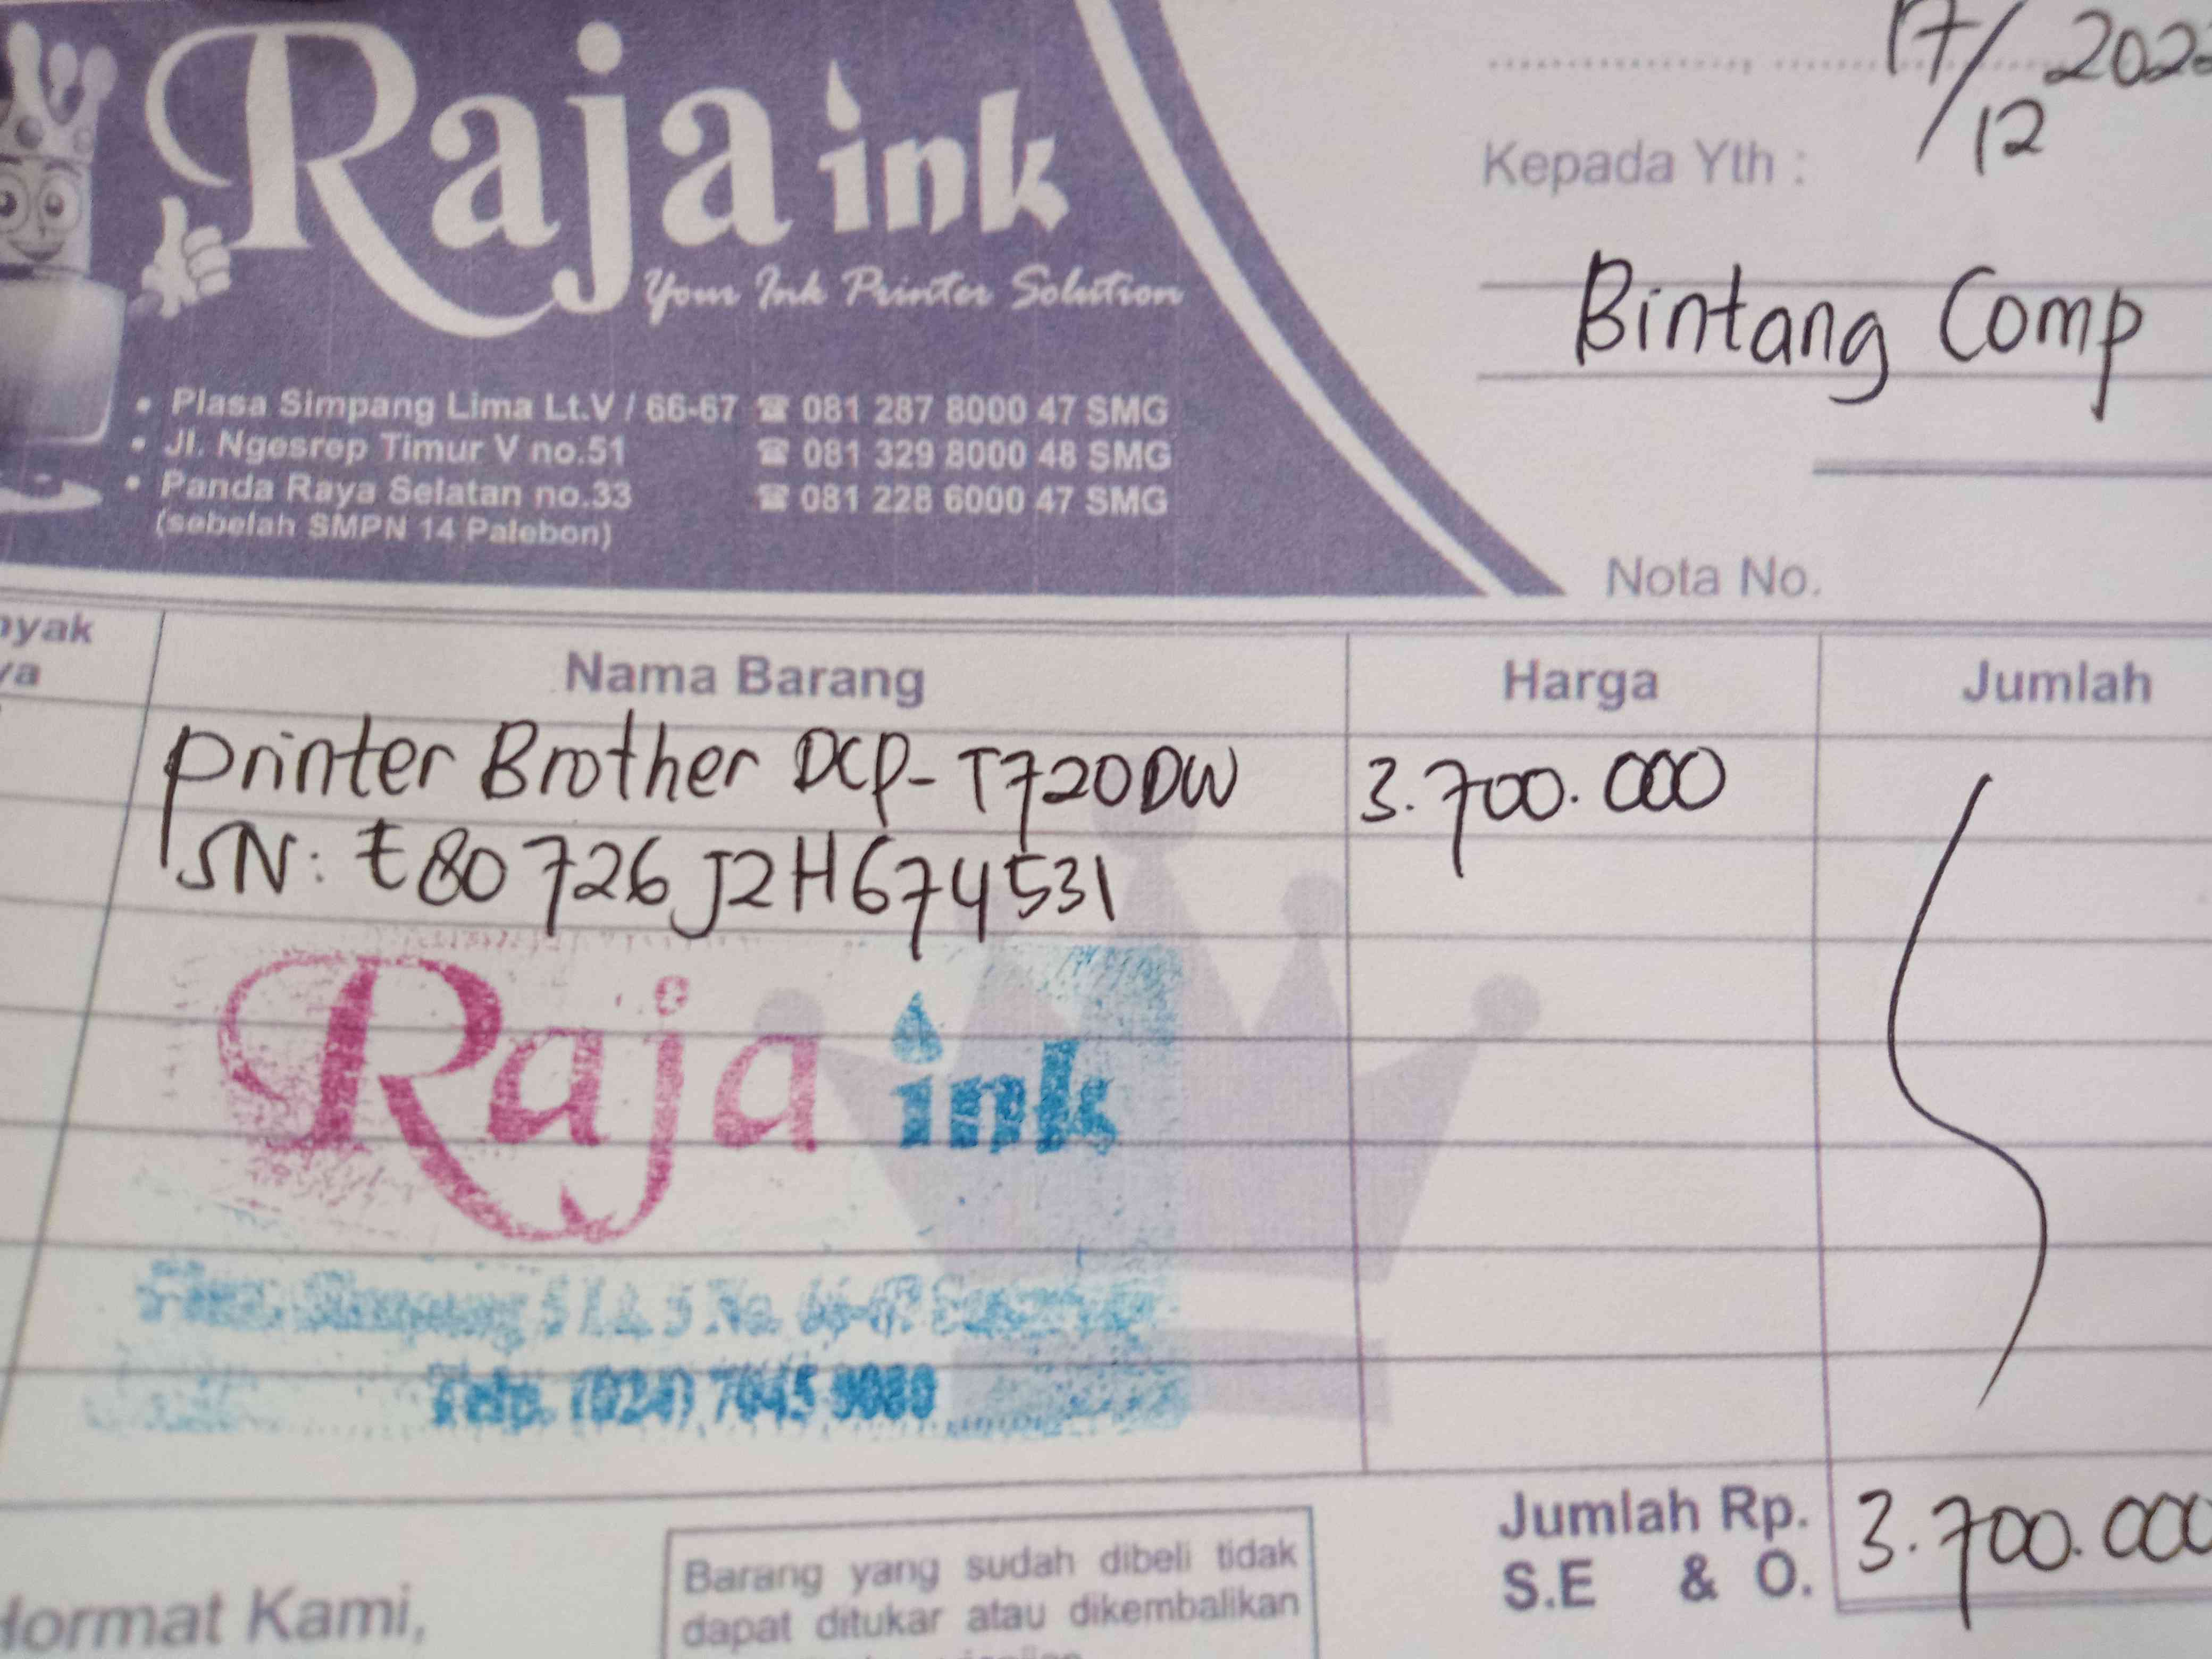 Raja ink
Your Ink Printer Solution
• Plasa Simpang Lima Lt.V / 66-67 ☎ 081 287 8000 47 SMG
• Jl. Ngesrep Timur V no.51 ☎ 081 329 8000 48 SMG
• Panda Raya Selatan no.33 ☎ 081 228 6000 47 SMG
(sebelah SMPN 14 Palebon)
17/12
Kepada Yth :
Bintang Comp
Nota No.
Nama Barang Harga Jumlah
Printer Brother DCP-T720DW 3.700.000
SN: E80726J2H674531
Raja ink
Telp. (024) 7045
Jumlah Rp. 3.700.000
S.E & O.
Hormat Kami,
Barang yang sudah dibeli tidak
dapat ditukar atau dikembalikan